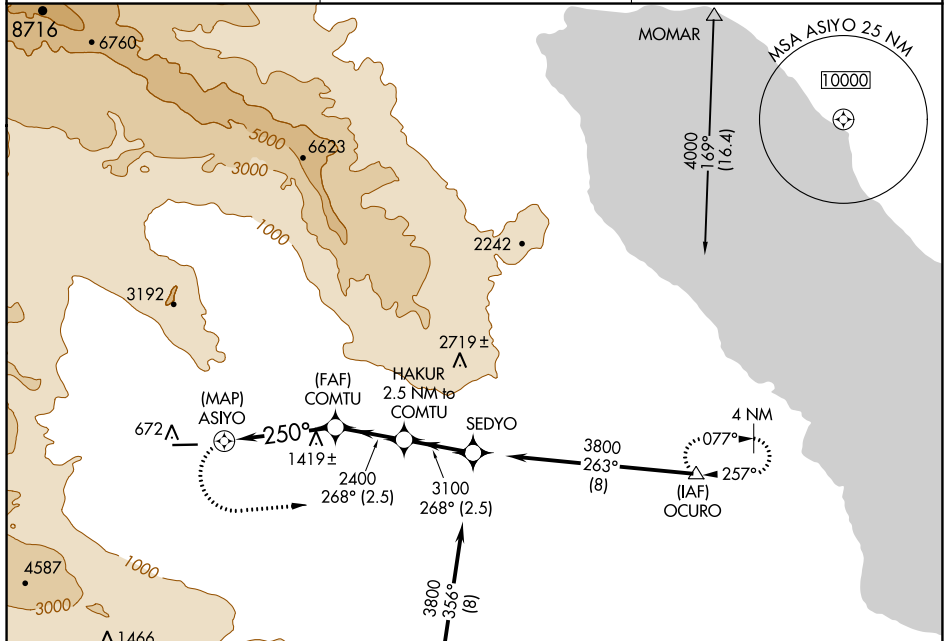 8716
6760
MOMAR
MSA ASIYO 25 NM
10000
5000
6623
3000
4000
169°
(16.4)
1000
2242
3192
2719±
HAKUR
2.5 NM to
COMTU
(FAF)
COMTU
(MAP)
ASIYO
SEDYO
4 NM
672
250°
1419±
077°
257°
3800
263°
(8)
2400
268° (2.5)
3100
268° (2.5)
(IAF)
OCURO
4587
1000
3000
3800
356°
(8)
1466